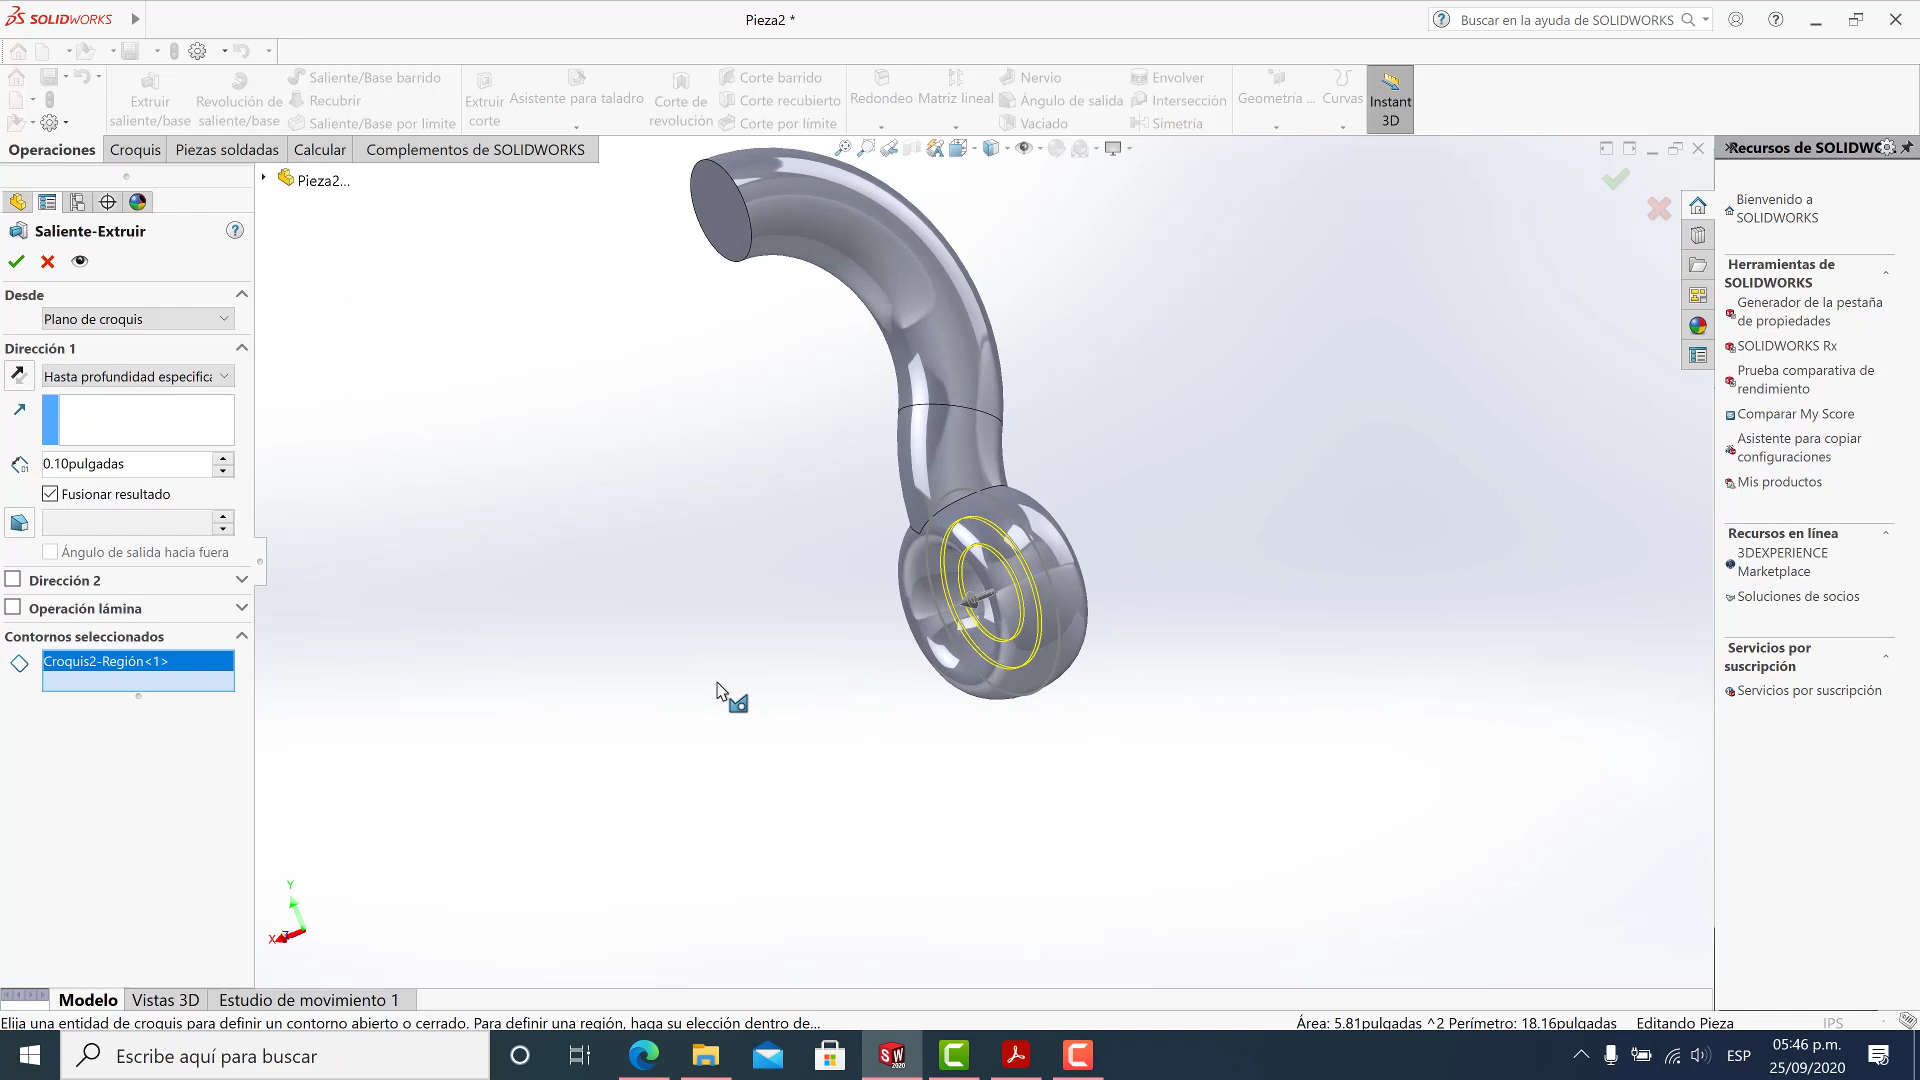 SOLIDWORKS
Pieza2 *
Buscar en la ayuda de SOLIDWORKS
Extruir
saliente/base
Revolución de
saliente/base
Saliente/Base barrido
Recubrir
Saliente/Base por límite
Extruir
corte
Asistente para taladro
Corte de
revolución
Corte barrido
Corte recubierto
Corte por límite
Redondeo
Matriz lineal
Nervio
Ángulo de salida
Vaciado
Envolver
Intersección
Simetría
Geometría ...
Curvas
Instant
3D
Operaciones
Croquis
Piezas soldadas
Calcular
Complementos de SOLIDWORKS
Pieza2...
Saliente-Extruir
Desde
Plano de croquis
Dirección 1
Hasta profundidad específica
0.10pulgadas
Fusionar resultado
Ángulo de salida hacia fuera
Dirección 2
Operación lámina
Contornos seleccionados
Croquis2-Región<1>
Y
X
Z
Recursos de SOLIDWO
Bienvenido a
SOLIDWORKS
Herramientas de
SOLIDWORKS
Generador de la pestaña
de propiedades
SOLIDWORKS Rx
Prueba comparativa de
rendimiento
Comparar My Score
Asistente para copiar
configuraciones
Mis productos
Recursos en línea
3DEXPERIENCE
Marketplace
Soluciones de socios
Servicios por
suscripción
Servicios por suscripción
Modelo
Vistas 3D
Estudio de movimiento 1
Elija una entidad de croquis para definir un contorno abierto o cerrado. Para definir una región, haga su elección dentro de...
Área: 5.81pulgadas ^2 Perímetro: 18.16pulgadas
Editando Pieza
IPS
Escribe aquí para buscar
SW
2020
ESP
05:46 p.m.
25/09/2020